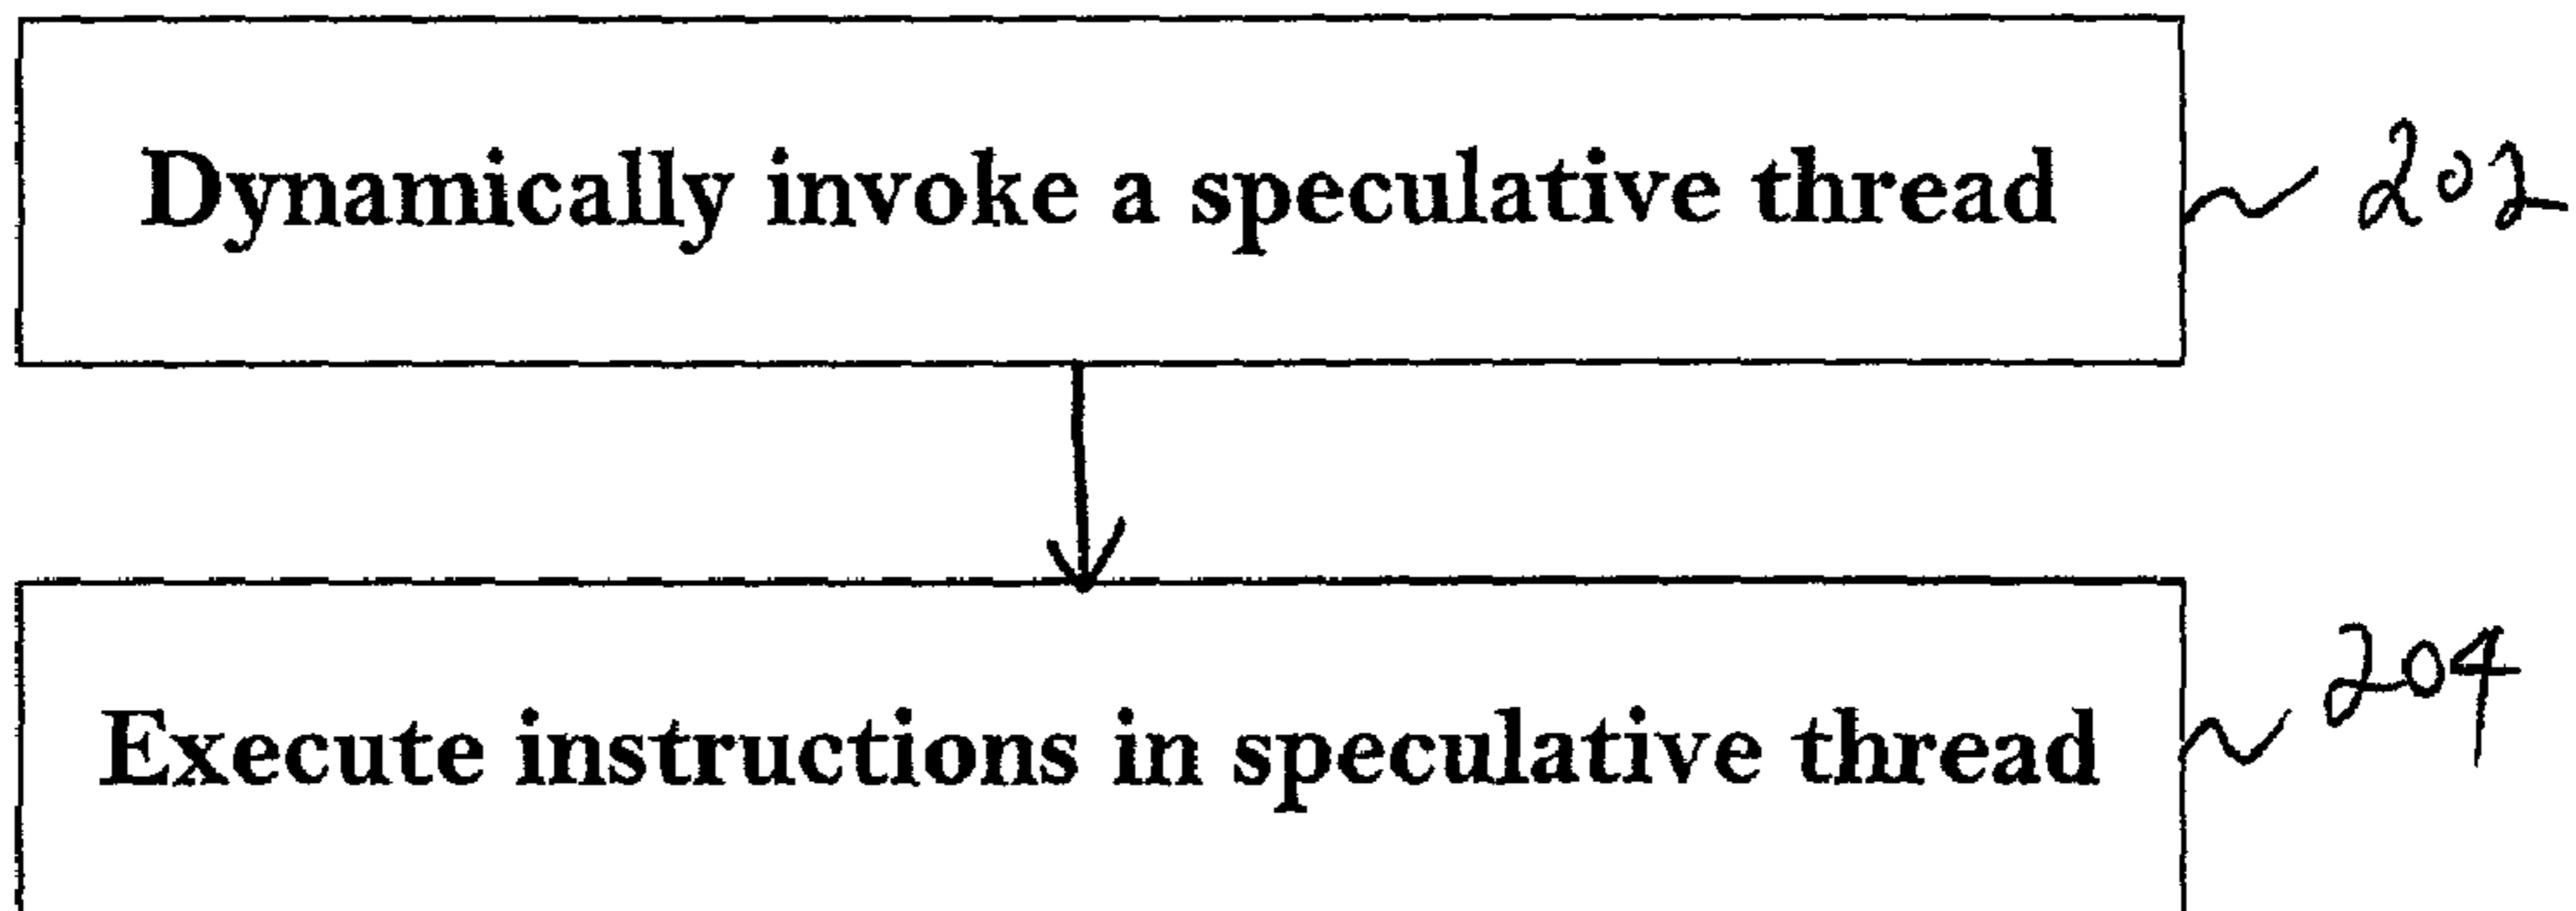 Dynamically invoke a speculative thread 202
Execute instructions in speculative thread 204